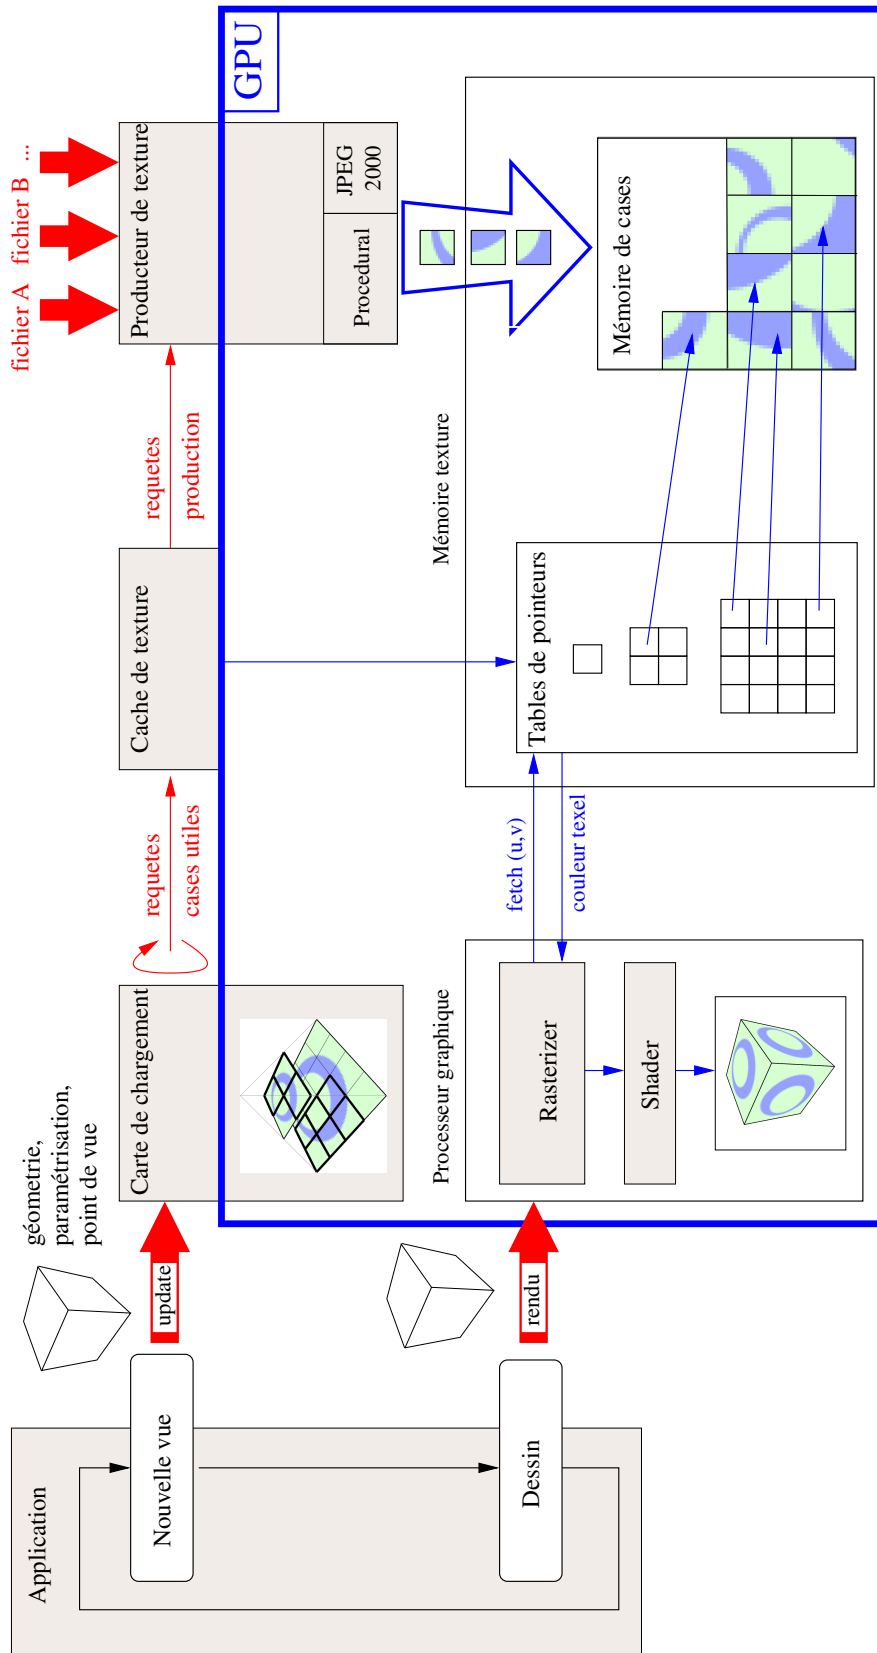 Application
Nouvelle vue
Dessin
géometrie,
paramétrisation,
point de vue
update
rendu
Carte de chargement
requetes
cases utiles
Cache de texture
requetes
production
fichier A
fichier B
...
Producteur de texture
Procedural
JPEG
2000
GPU
Processeur graphique
Rasterizer
Shader
fetch (u,v)
couleur texel
Mémoire texture
Tables de pointeurs
Mémoire de cases